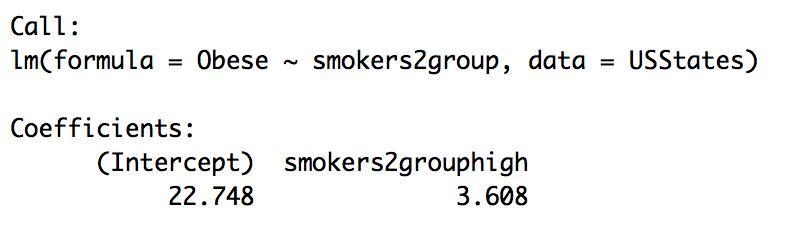 Call:
lm(formula = Obese ~ smokers2group, data = USStates)
Coefficients:
(Intercept) smokers2grouphigh
22.748 3.608